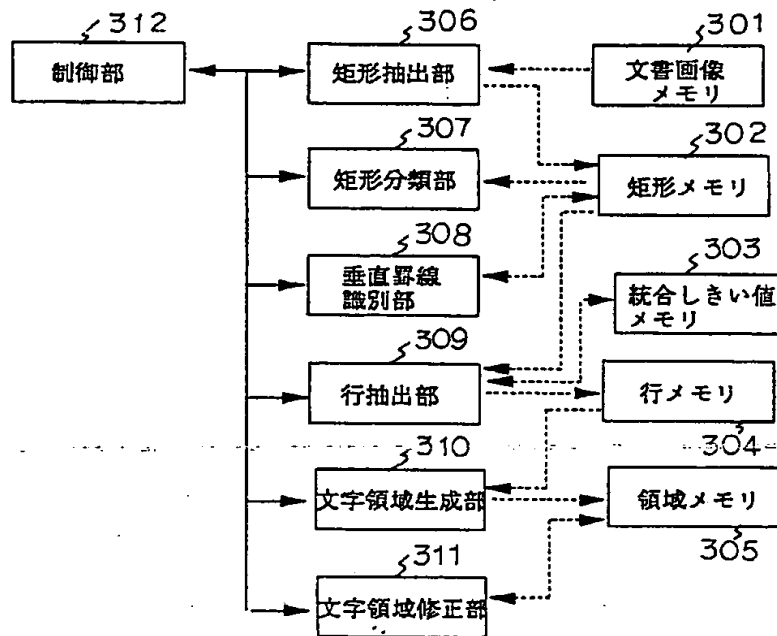 312
制御部
306
矩形抽出部
301
文書画像
メモリ
307
矩形分類部
302
矩形メモリ
308
垂直罫線
識別部
303
統合しきい値
メモリ
309
行抽出部
行メモリ
304
310
文字領域生成部
領域メモリ
305
311
文字領域修正部